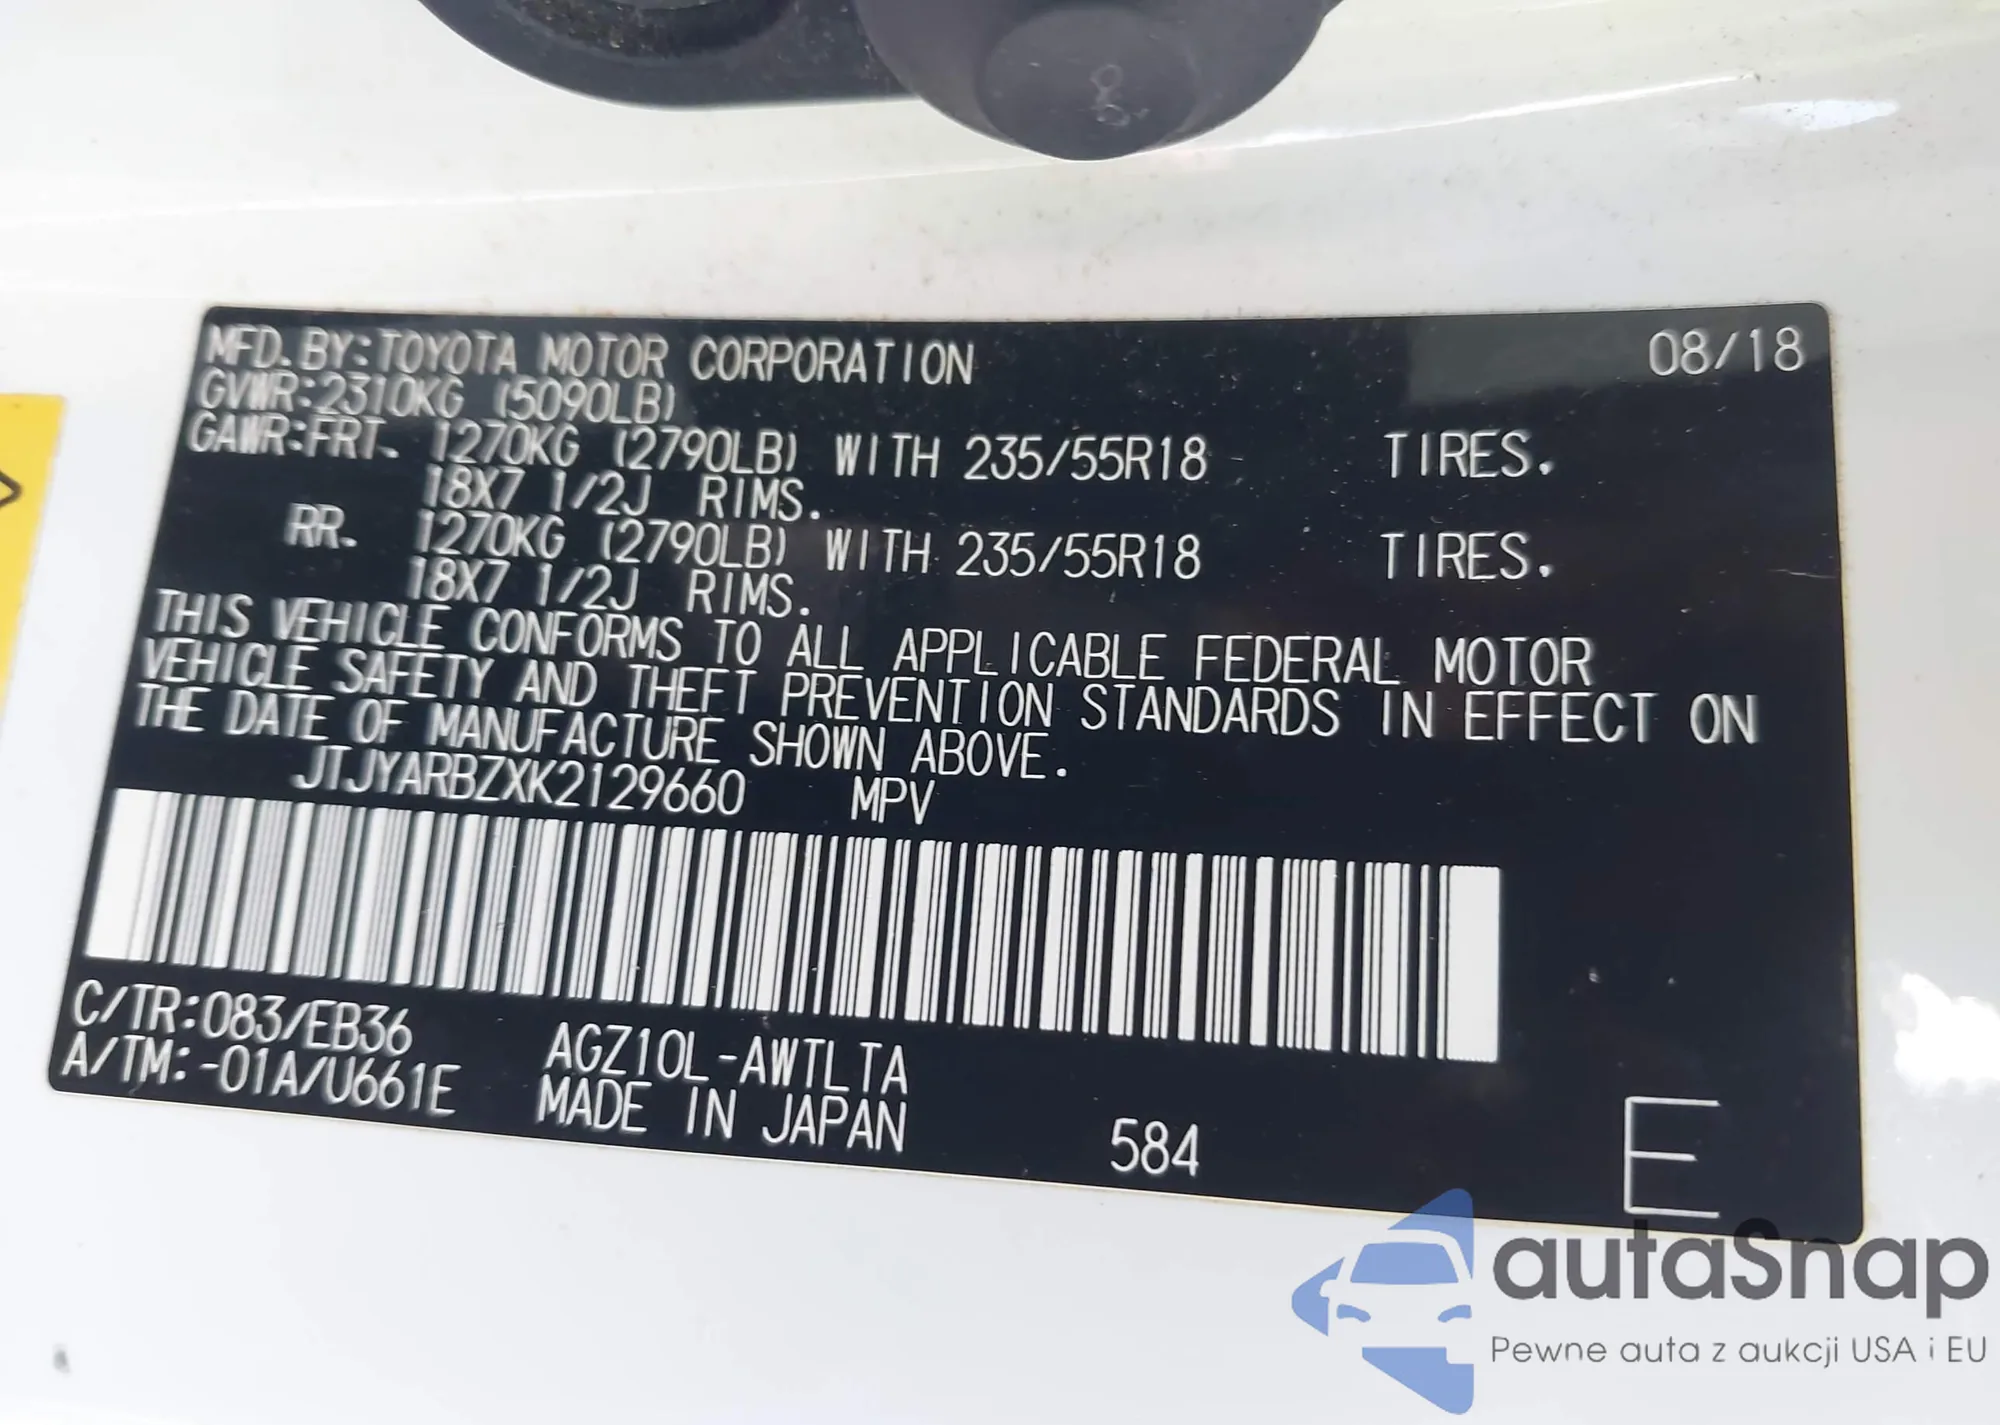 MFD. BY: TOYOTA MOTOR CORPORATION 08/18
GVWR: 2310KG (5090LB)
GAWR: FRT. 1270KG (2790LB) WITH 235/55R18 TIRES.
18X7 1/2J RIMS.
RR. 1270KG (2790LB) WITH 235/55R18 TIRES.
18X7 1/2J RIMS.
THIS VEHICLE CONFORMS TO ALL APPLICABLE FEDERAL MOTOR
VEHICLE SAFETY AND THEFT PREVENTION STANDARDS IN EFFECT ON
THE DATE OF MANUFACTURE SHOWN ABOVE.
JTJYARBZXK2129660 MPV
C/TR: 083/EB36 AGZ10L-AWTLTA
A/TM: -01A/U661E MADE IN JAPAN 584 E
autaSnap
Pewne auta z aukcji USA i EU